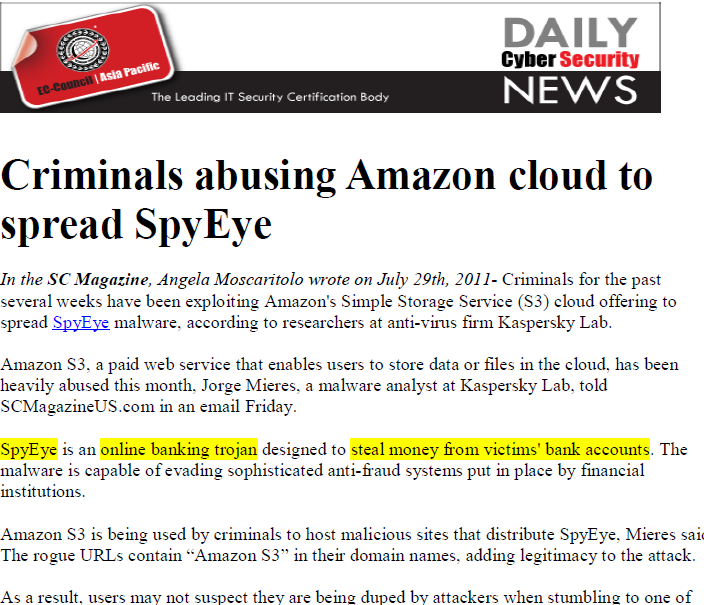 DAILY
Cyber Security
NEWS
EC-Council | Asia Pacific
The Leading IT Security Certification Body
Criminals abusing Amazon cloud to
spread SpyEye
In the SC Magazine, Angela Moscaritolo wrote on July 29th, 2011- Criminals for the past
several weeks have been exploiting Amazon's Simple Storage Service (S3) cloud offering to
spread SpyEye malware, according to researchers at anti-virus firm Kaspersky Lab.
Amazon S3, a paid web service that enables users to store data or files in the cloud, has been
heavily abused this month, Jorge Mieres, a malware analyst at Kaspersky Lab, told
SCMagazineUS.com in an email Friday.
SpyEye is an online banking trojan designed to steal money from victims' bank accounts. The
malware is capable of evading sophisticated anti-fraud systems put in place by financial
institutions.
Amazon S3 is being used by criminals to host malicious sites that distribute SpyEye, Mieres said
The rogue URLs contain “Amazon S3” in their domain names, adding legitimacy to the attack.
As a result, users may not suspect they are being duped by attackers when stumbling to one of